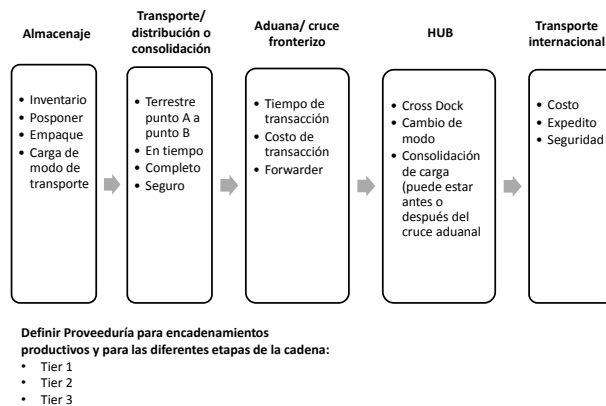 Almacenaje
Transporte/
distribución o
consolidación
Aduana/ cruce
fronterizo
HUB
Transporte
internacional
• Inventario
• Posponer
• Empaque
• Carga de
modo de
transporte
• Terrestre
punto A a
punto B
• En tiempo
• Completo
• Seguro
• Tiempo de
transacción
• Costo de
transacción
• Forwarder
• Cross Dock
• Cambio de
modo
• Consolidación
de carga
(puede estar
antes o
después del
cruce aduanal
• Costo
• Expedito
• Seguridad
Definir Proveeduría para encadenamientos
productivos y para las diferentes etapas de la cadena:
• Tier 1
• Tier 2
• Tier 3